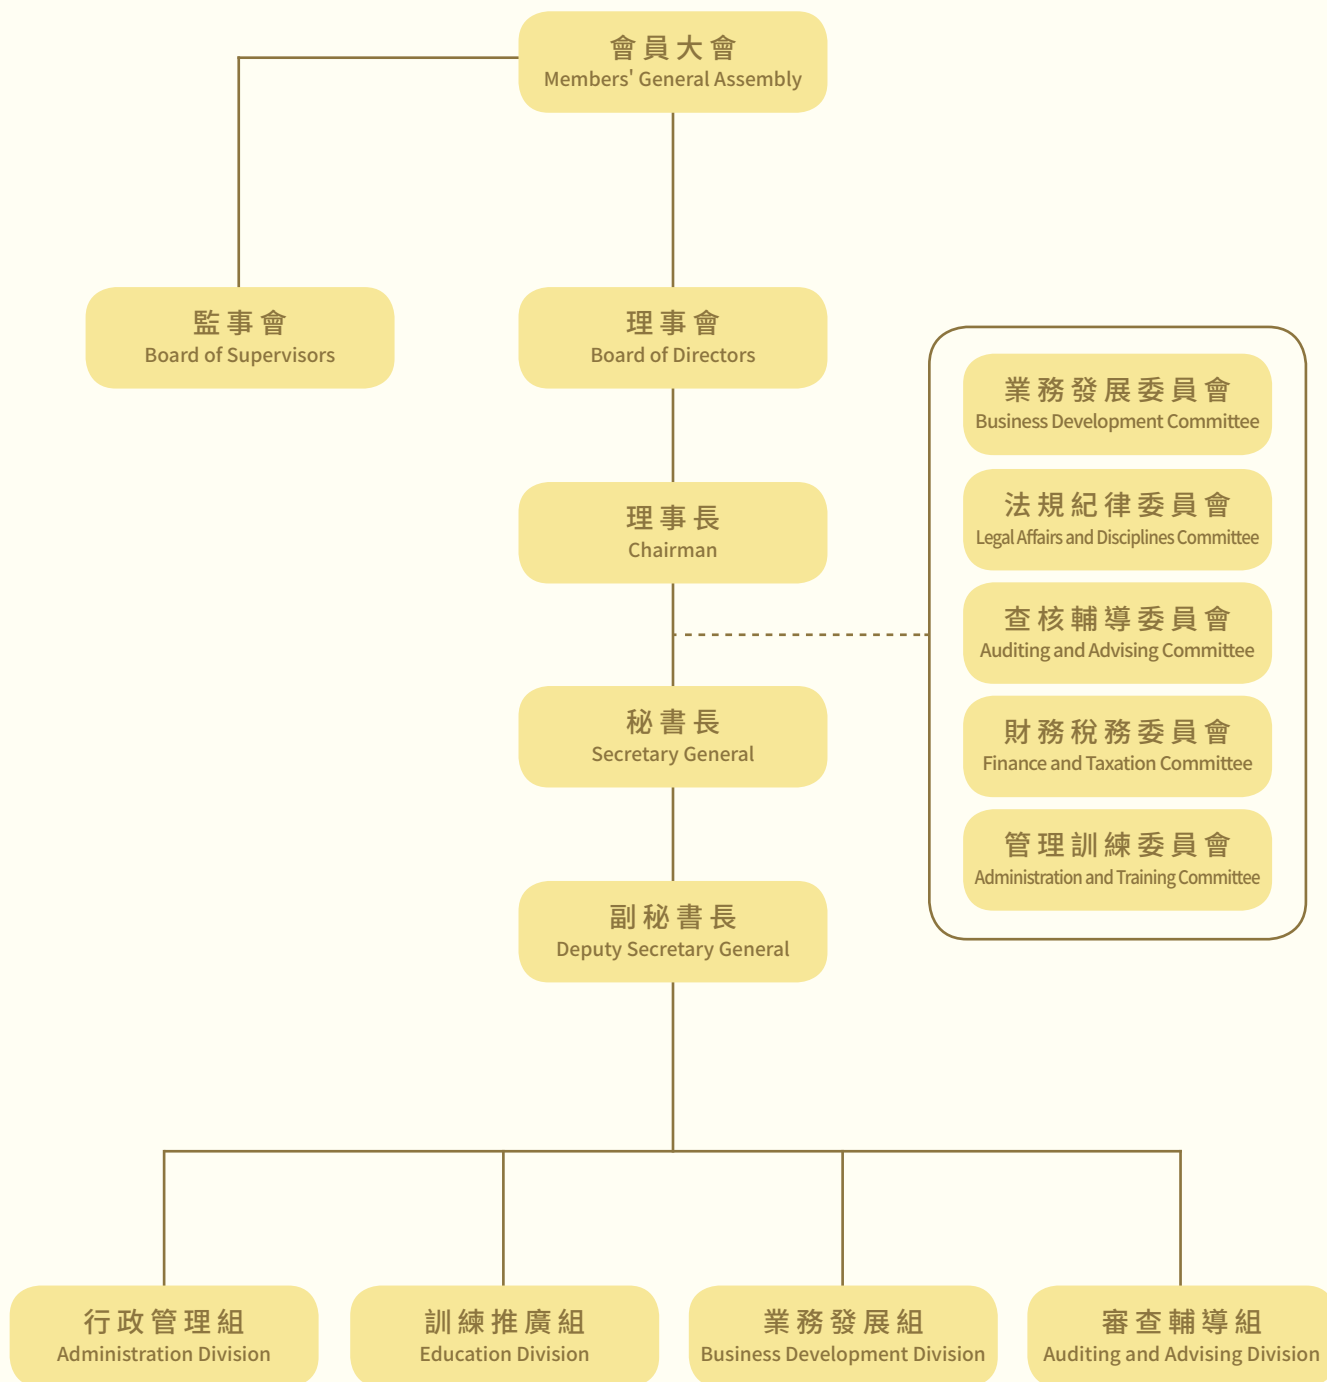 會員大會
Members' General Assembly
監事會
Board of Supervisors
理事會
Board of Directors
理事長
Chairman
業務發展委員會
Business Development Committee
法規紀律委員會
Legal Affairs and Disciplines Committee
查核輔導委員會
Auditing and Advising Committee
財務稅務委員會
Finance and Taxation Committee
管理訓練委員會
Administration and Training Committee
秘書長
Secretary General
副秘書長
Deputy Secretary General
行政管理組
Administration Division
訓練推廣組
Education Division
業務發展組
Business Development Division
審查輔導組
Auditing and Advising Division